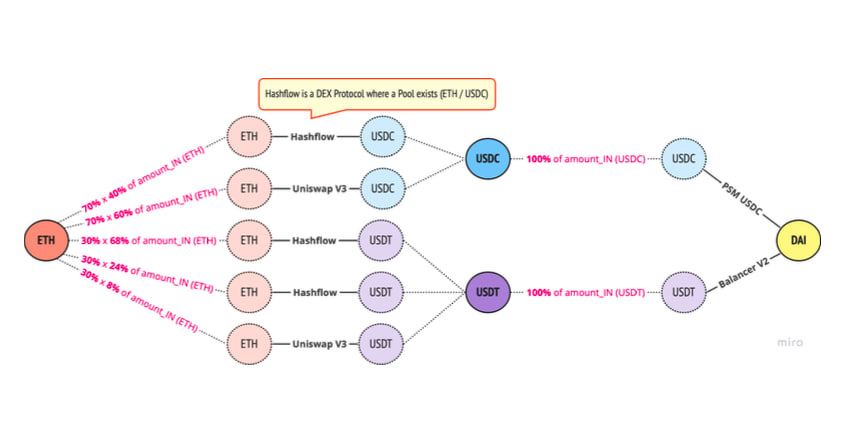 Hashflow is a DEX Protocol where a Pool exists (ETH / USDC)
70% x 40% of amount_IN (ETH)
ETH
Hashflow
USDC
70% x 60% of amount_IN (ETH)
ETH
Uniswap V3
USDC
USDC
100% of amount_IN (USDC)
USDC
PSM USDC
ETH
30% x 68% of amount_IN (ETH)
ETH
Hashflow
USDT
DAI
30% x 24% of amount_IN (ETH)
ETH
Hashflow
USDT
USDT
100% of amount_IN (USDT)
USDT
Balancer V2
30% x 8% of amount_IN (ETH)
ETH
Uniswap V3
USDT
miro